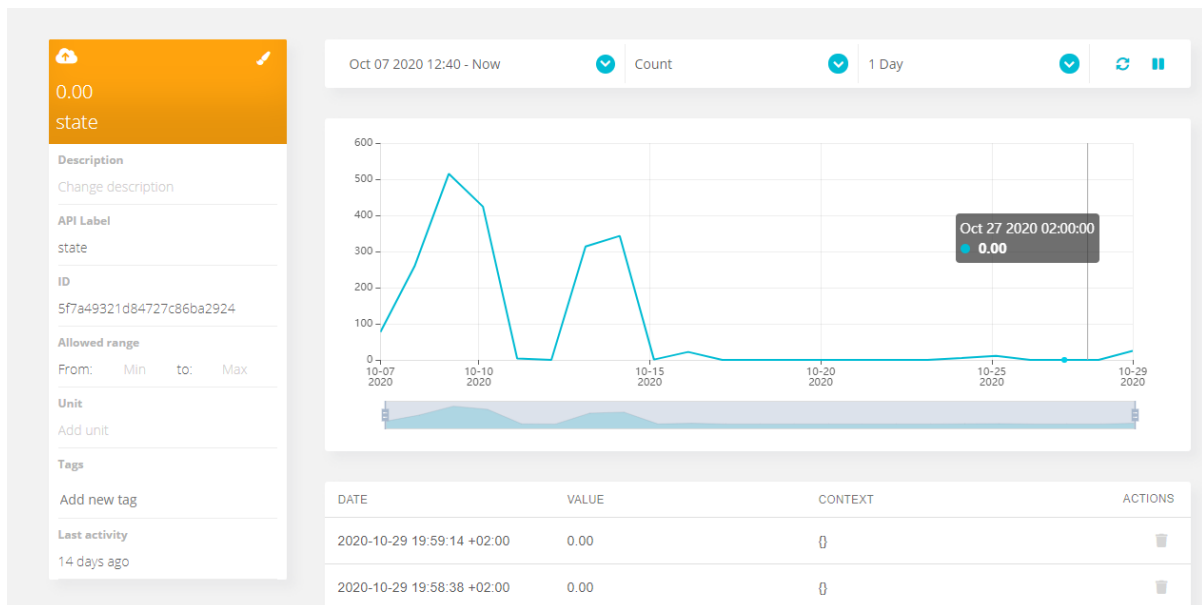 0.00
state
Description
Change description
API Label
state
ID
5f7a49321d84727c86ba2924
Allowed range
From: Min to: Max
Unit
Add unit
Tags
Add new tag
Last activity
14 days ago
Oct 07 2020 12:40 - Now Count 1 Day
600
500
400
300
200
100
0
Oct 27 2020 02:00:00
0.00
10-07 10-10 10-15 10-20 10-25 10-29
2020 2020 2020 2020 2020 2020
DATE VALUE CONTEXT ACTIONS
2020-10-29 19:59:14 +02:00 0.00 {}
2020-10-29 19:58:38 +02:00 0.00 {}